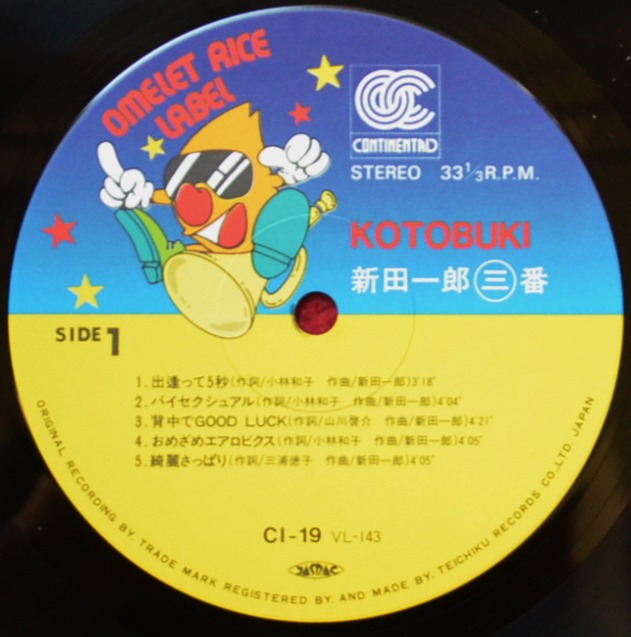 OMELET RICE
LABEL
CONTINENTAL
STEREO 33 1/3 R.P.M.
KOTOBUKI
新田一郎㊂番
SIDE 1
1. 出逢って5秒(作詞/小林和子 作曲/新田一郎)3'18"
2. バイセクシュアル(作詞/小林和子 作曲/新田一郎)4'04"
3. 背中でGOOD LUCK(作詞/山川啓介 作曲/新田一郎)4'21"
4. おめざめエアロビクス(作詞/小林和子 作曲/新田一郎)4'05"
5. 綺麗さっぱり(作詞/三浦徳子 作曲/新田一郎)4'05"
CI-19 VL-143
JASRAC
ORIGINAL RECORDING BY. TRADE MARK REGISTERED BY. AND MADE BY. TEICHIKU RECORDS CO., LTD. JAPAN